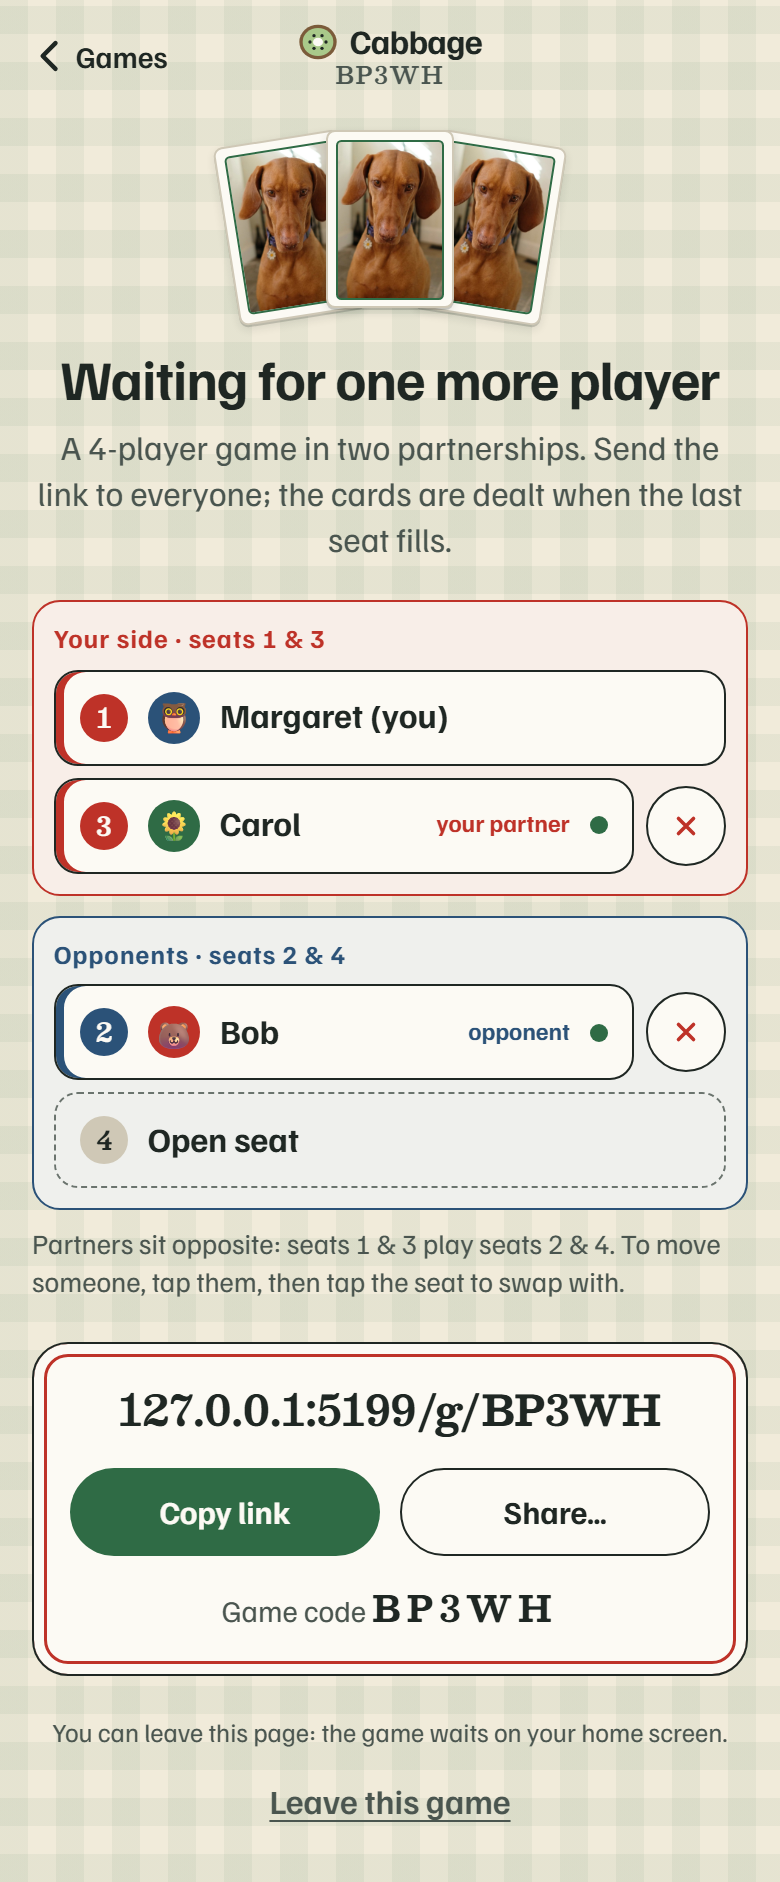 Games
Cabbage
BP3WH
Waiting for one more player
A 4-player game in two partnerships. Send the
link to everyone; the cards are dealt when the last
seat fills.
Your side · seats 1 & 3
1 Margaret (you)
3 Carol your partner
Opponents · seats 2 & 4
2 Bob opponent
4 Open seat
Partners sit opposite: seats 1 & 3 play seats 2 & 4. To move
someone, tap them, then tap the seat to swap with.
127.0.0.1:5199/g/BP3WH
Copy link Share...
Game code BP3WH
You can leave this page: the game waits on your home screen.
Leave this game